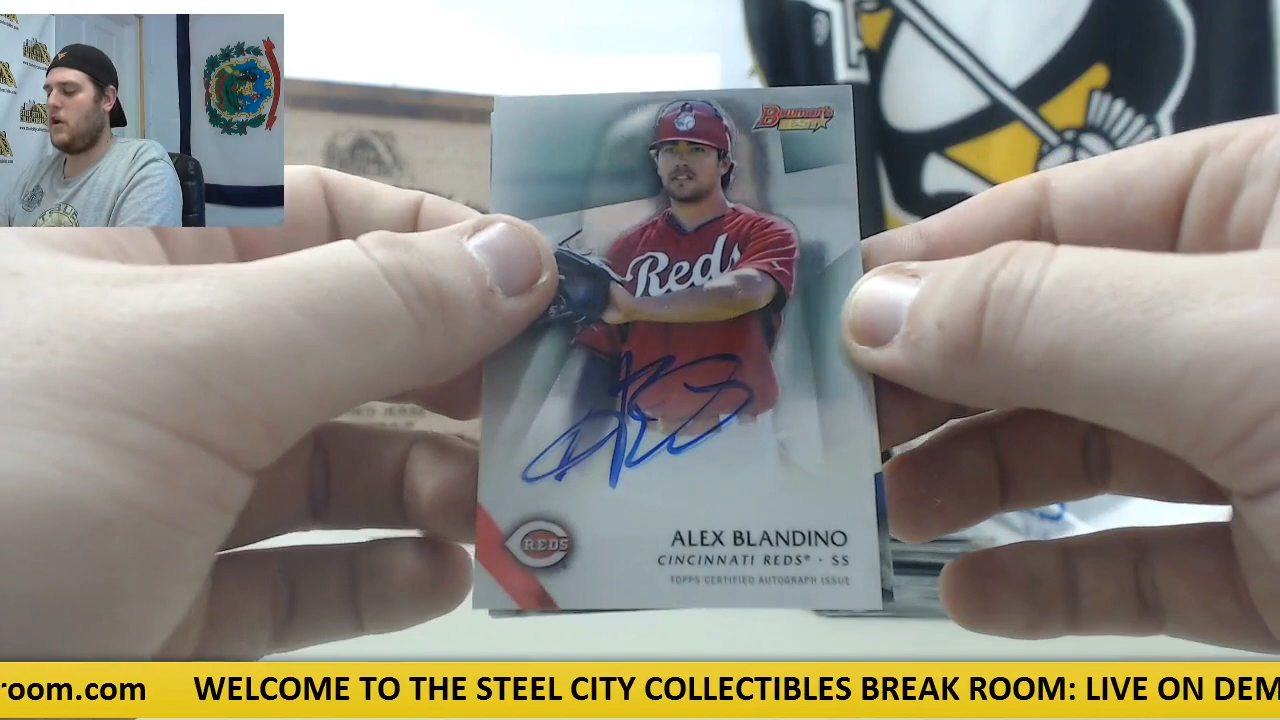 Bowman's
BEST
Reds
REDS
ALEX BLANDINO
CINCINNATI REDS® · SS
TOPPS CERTIFIED AUTOGRAPH ISSUE
room.com
WELCOME TO THE STEEL CITY COLLECTIBLES BREAK ROOM: LIVE ON DEM